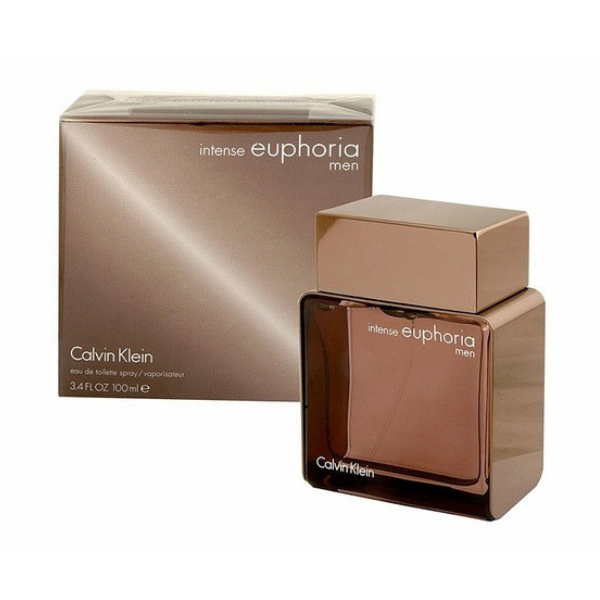 intense euphoria
men
Calvin Klein
eau de toilette spray/vaporisateur
3.4 FL OZ 100 ml ℮
intense euphoria
men
Calvin Klein